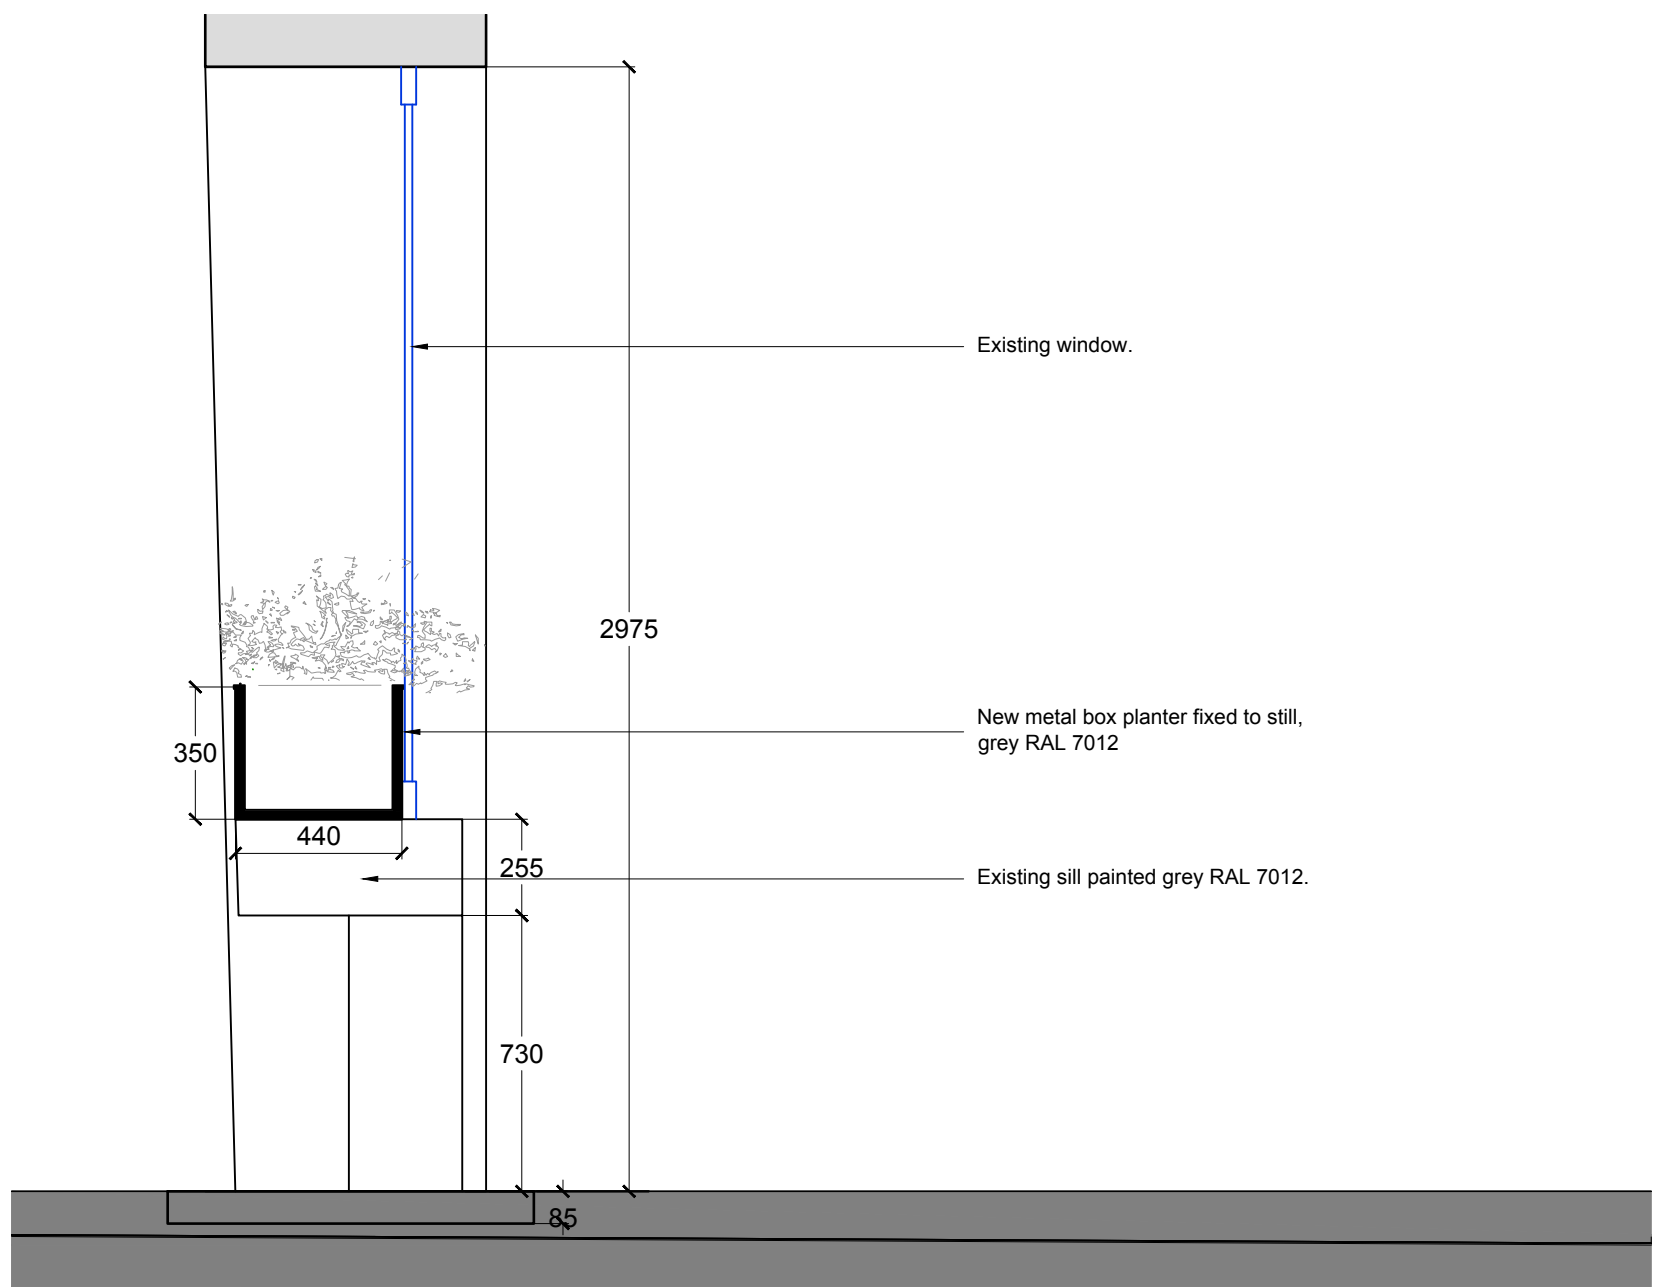 Existing window.
2975
New metal box planter fixed to still,
grey RAL 7012
350
440
255
Existing sill painted grey RAL 7012.
730
85